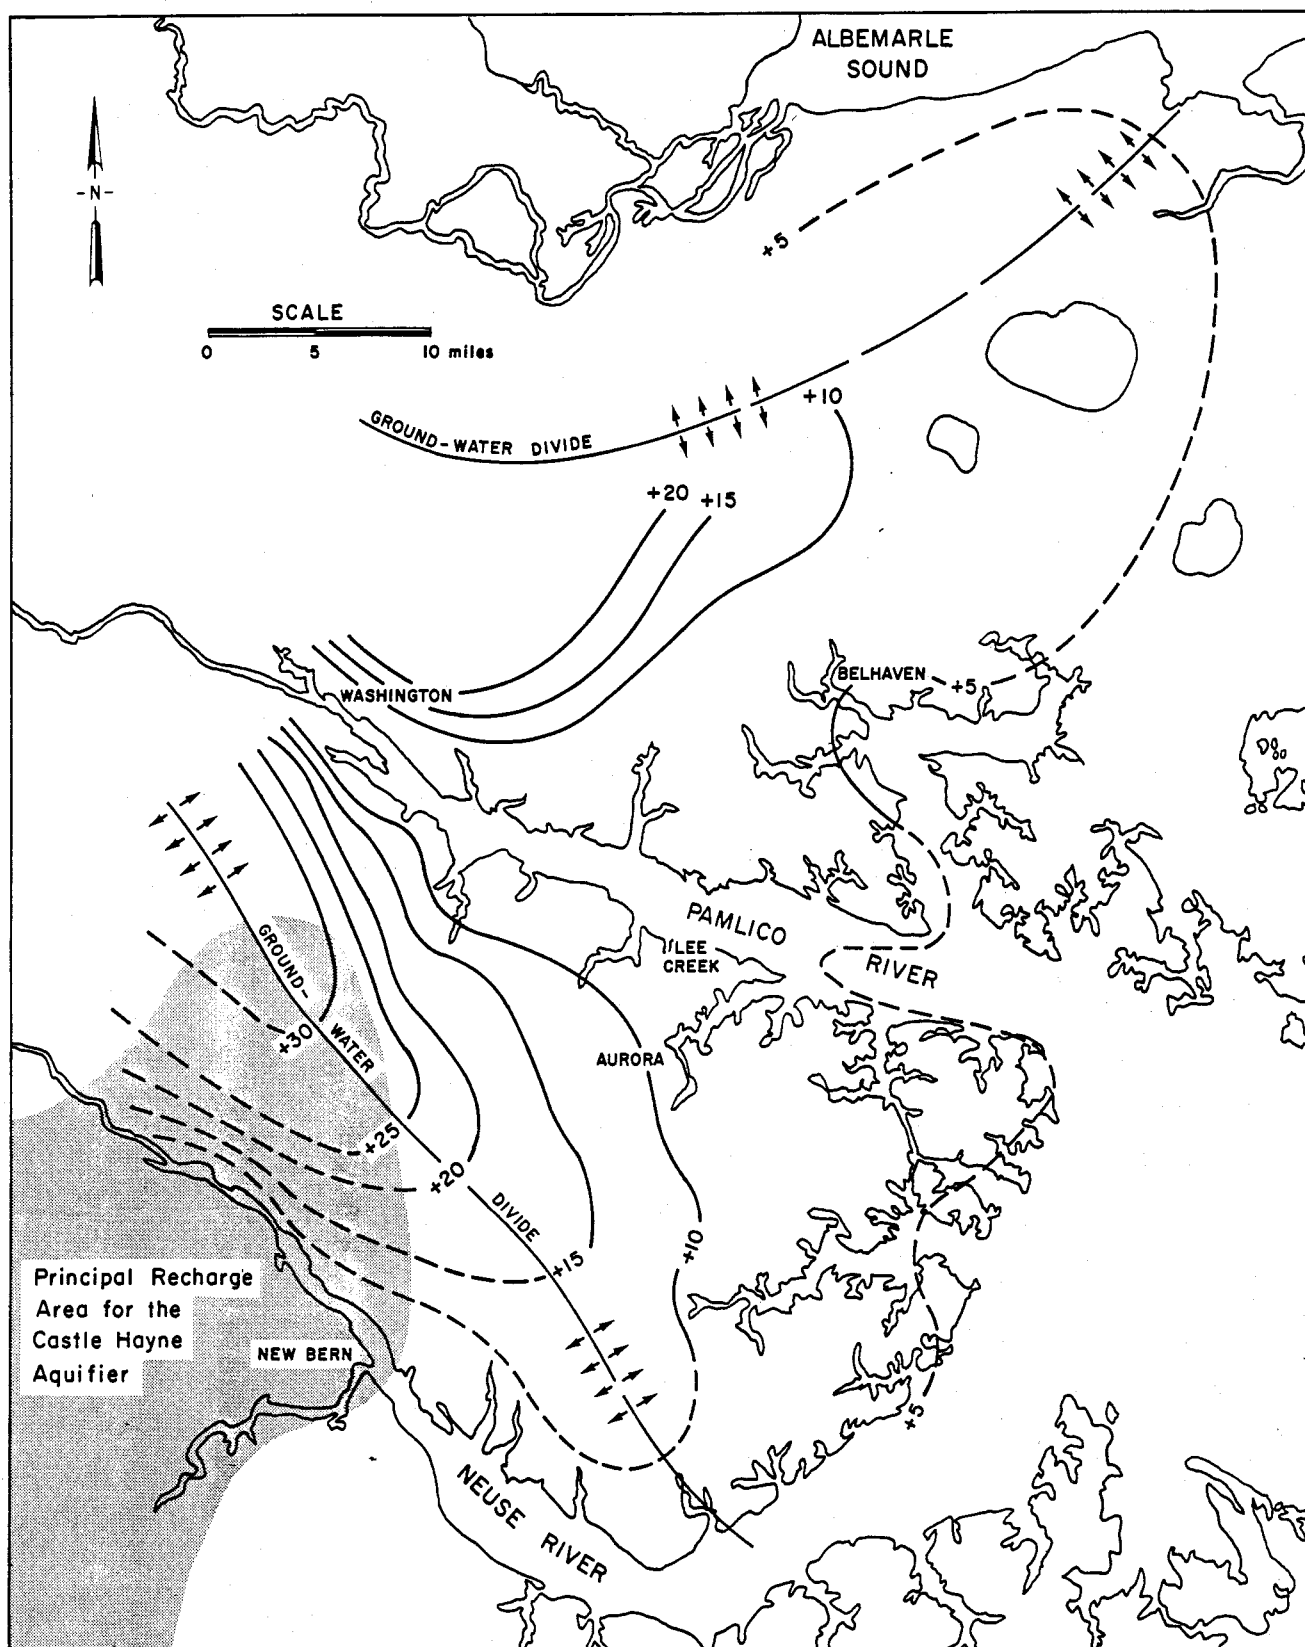 ALBEMARLE
SOUND
-N-
+5
SCALE
0 5 10 miles
+10
GROUND-WATER DIVIDE
+20 +15
BELHAVEN
+5
WASHINGTON
PAMLICO
RIVER
LEE
CREEK
GROUND-
WATER
DIVIDE
+30
AURORA
+25
+20
+15
+10
Principal Recharge
Area for the
Castle Hayne
Aquifier
NEW BERN
+5
NEUSE
RIVER